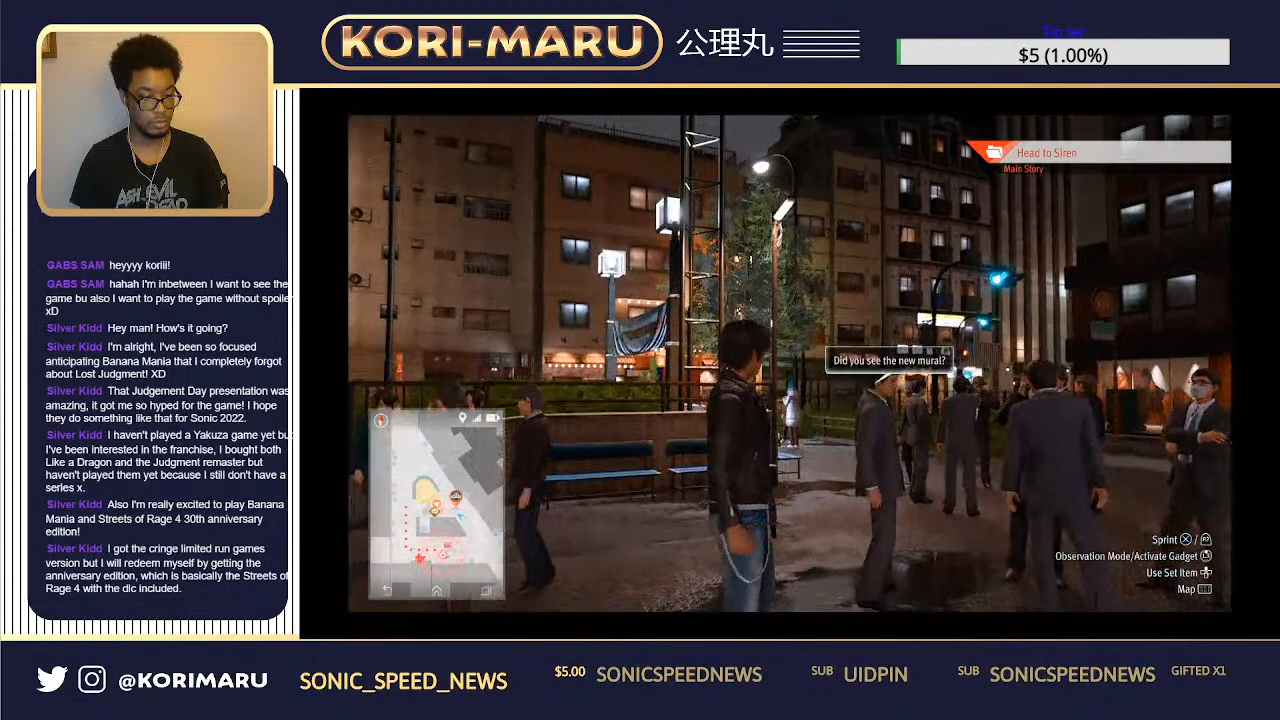 KORI-MARU
公理丸
Tip Jar
$5 (1.00%)
ASH EVIL
DEAD
GABS SAM heyyyy koriii!
GABS SAM hahah I'm inbetween I want to see the
game bu also I want to play the game without spoile
xD
Silver Kidd Hey man! How's it going?
Silver Kidd I'm alright, I've been so focused
anticipating Banana Mania that I completely forgot
about Lost Judgment! XD
Silver Kidd That Judgement Day presentation was
amazing, it got me so hyped for the game! I hope
they do something like that for Sonic 2022.
Silver Kidd I haven't played a Yakuza game yet bu
I've been interested in the franchise, I bought both
Like a Dragon and the Judgment remaster but
haven't played them yet because I still don't have a
series x.
Silver Kidd Also I'm really excited to play Banana
Mania and Streets of Rage 4 30th anniversary
edition!
Silver Kidd I got the cringe limited run games
version but I will redeem myself by getting the
anniversary edition, which is basically the Streets of
Rage 4 with the dlc included.
Head to Siren
Main Story
Did you see the new mural?
Sprint
Observation Mode/Activate Gadget
Use Set Item
Map
@KORIMARU
SONIC_SPEED_NEWS
$5.00 SONICSPEEDNEWS
SUB UIDPIN
SUB SONICSPEEDNEWS GIFTED X1